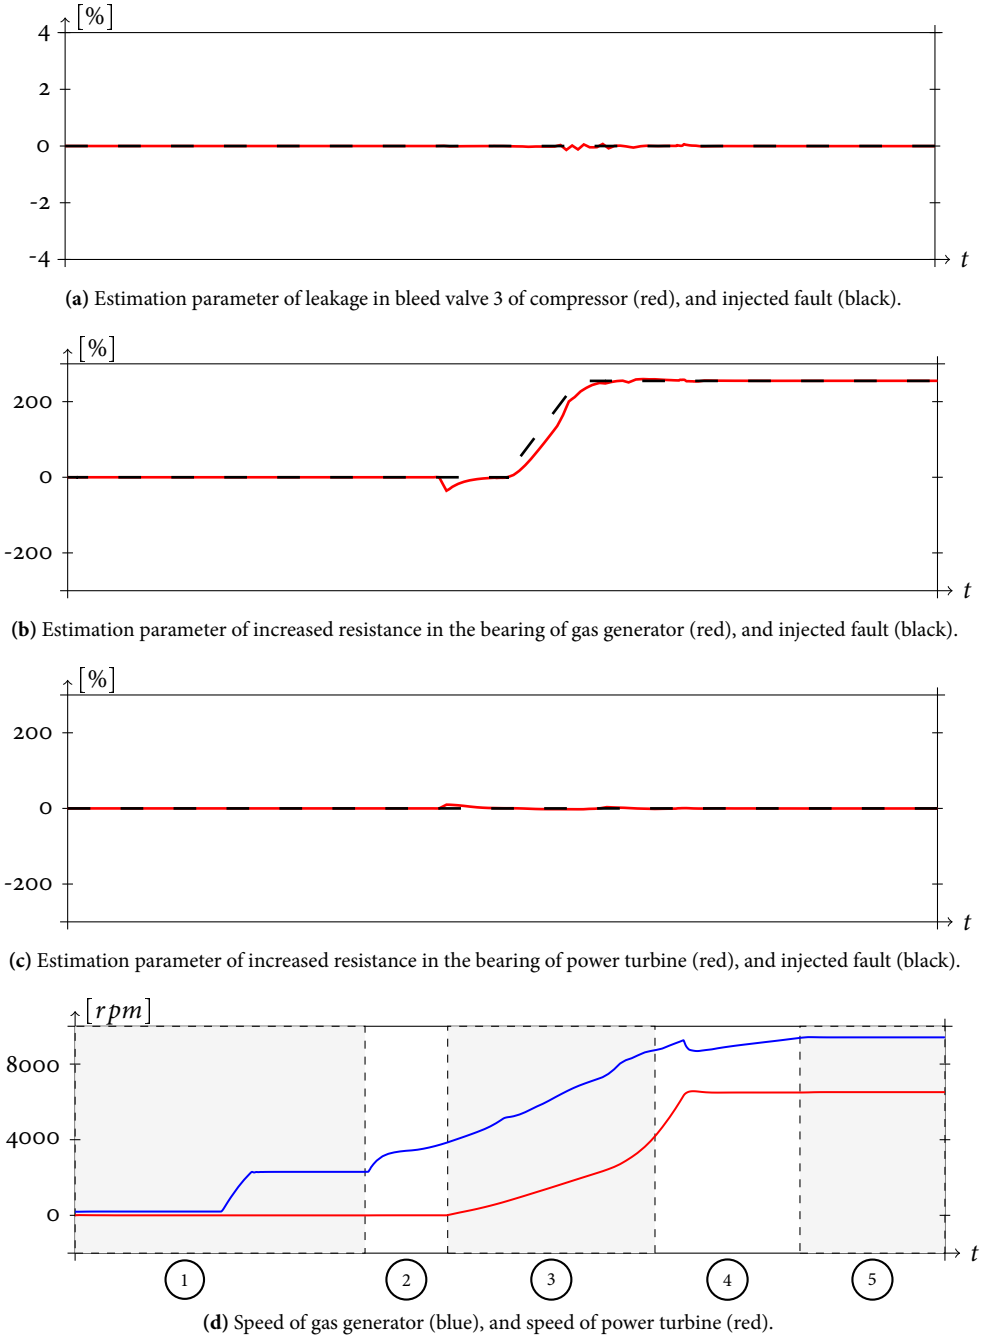 [%]
4
2
0
-2
-4
t
(a) Estimation parameter of leakage in bleed valve 3 of compressor (red), and injected fault (black).
[%]
200
0
-200
t
(b) Estimation parameter of increased resistance in the bearing of gas generator (red), and injected fault (black).
[%]
200
0
-200
t
(c) Estimation parameter of increased resistance in the bearing of power turbine (red), and injected fault (black).
[rpm]
8000
4000
0
t
1 2 3 4 5
(d) Speed of gas generator (blue), and speed of power turbine (red).